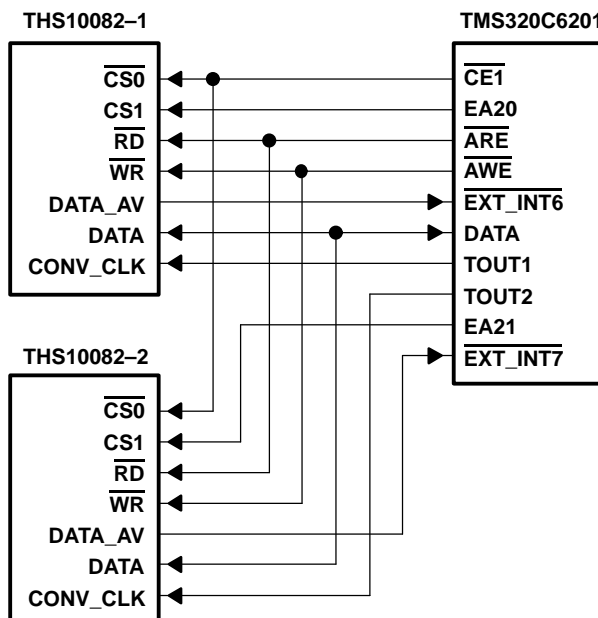 THS10082–1
CS0
CS1
RD
WR
DATA_AV
DATA
CONV_CLK
TMS320C6201
CE1
EA20
ARE
AWE
EXT_INT6
DATA
TOUT1
TOUT2
EA21
EXT_INT7
THS10082–2
CS0
CS1
RD
WR
DATA_AV
DATA
CONV_CLK